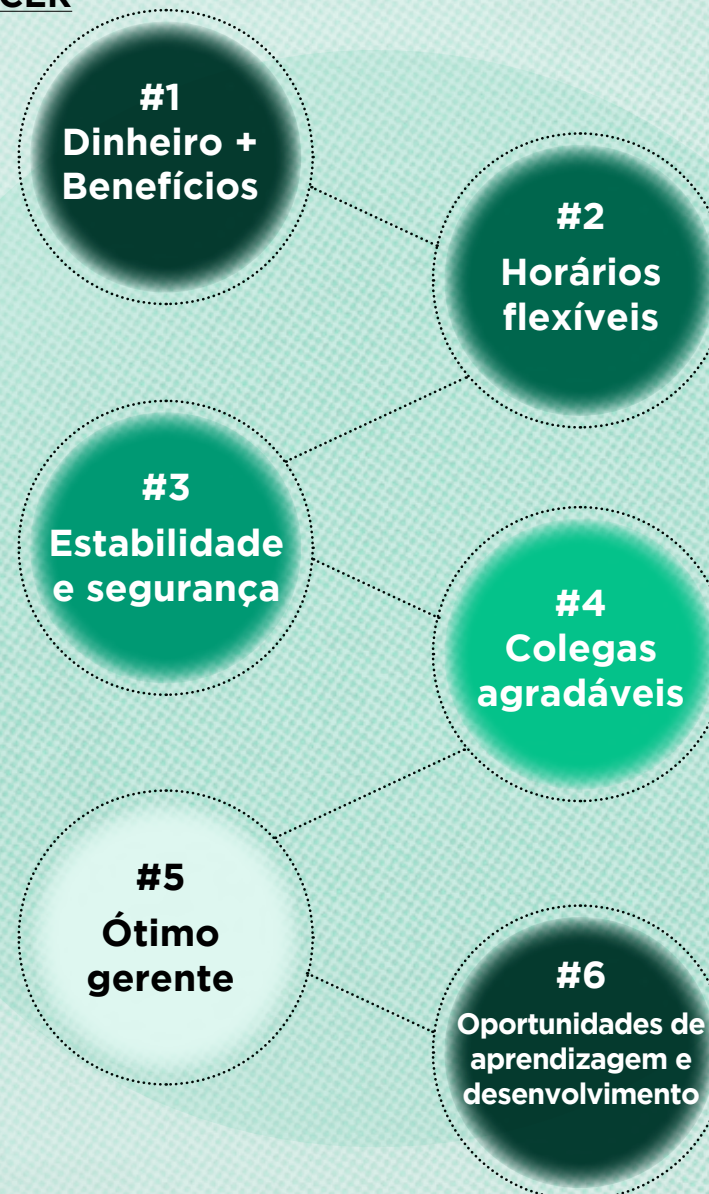 #1
Dinheiro +
Benefícios
#2
Horários
flexíveis
#3
Estabilidade
e segurança
#4
Colegas
agradáveis
#5
Ótimo
gerente
#6
Oportunidades de
aprendizagem e
desenvolvimento